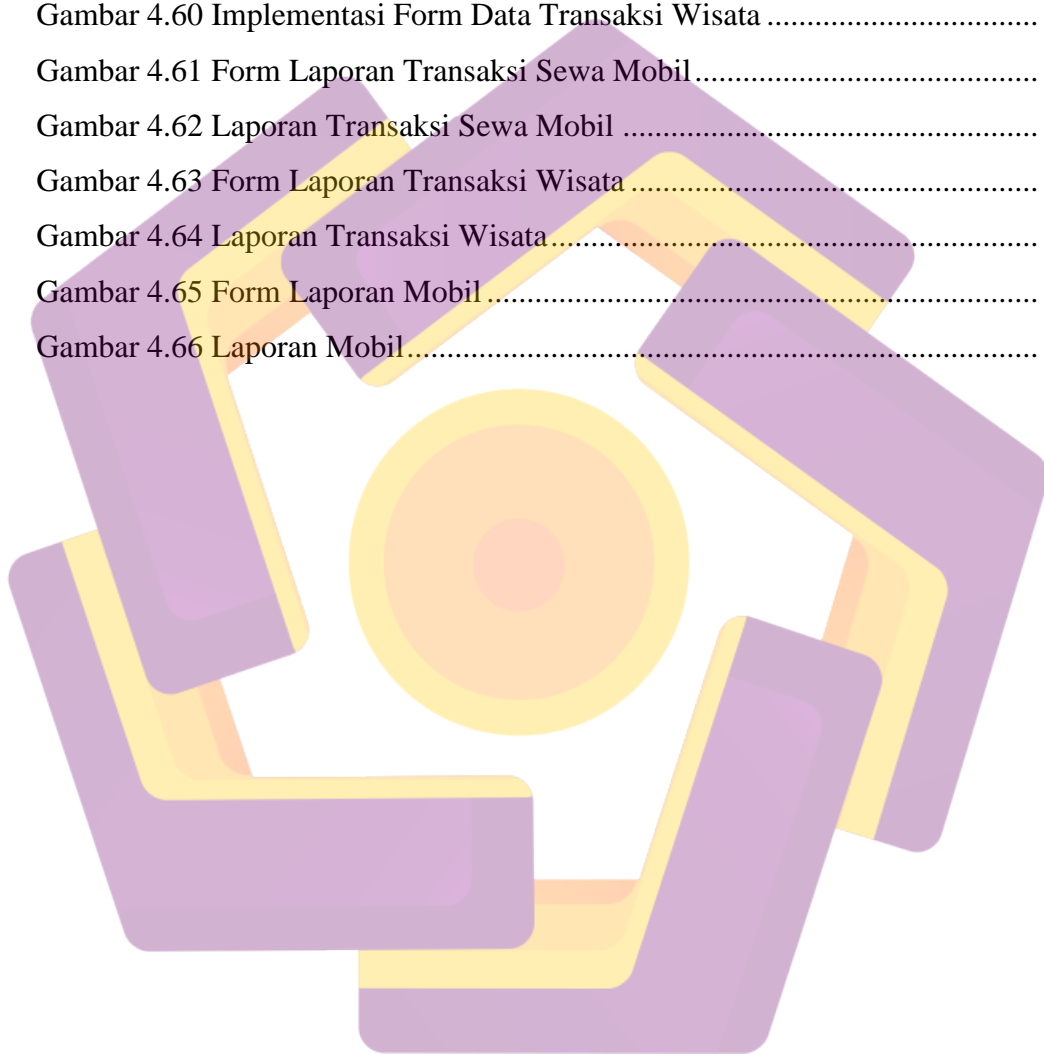 Gambar 4.60 Implementasi Form Data Transaksi Wisata .................................
Gambar 4.61 Form Laporan Transaksi Sewa Mobil..........................................
Gambar 4.62 Laporan Transaksi Sewa Mobil ...................................................
Gambar 4.63 Form Laporan Transaksi Wisata ..................................................
Gambar 4.64 Laporan Transaksi Wisata............................................................
Gambar 4.65 Form Laporan Mobil ....................................................................
Gambar 4.66 Laporan Mobil..............................................................................